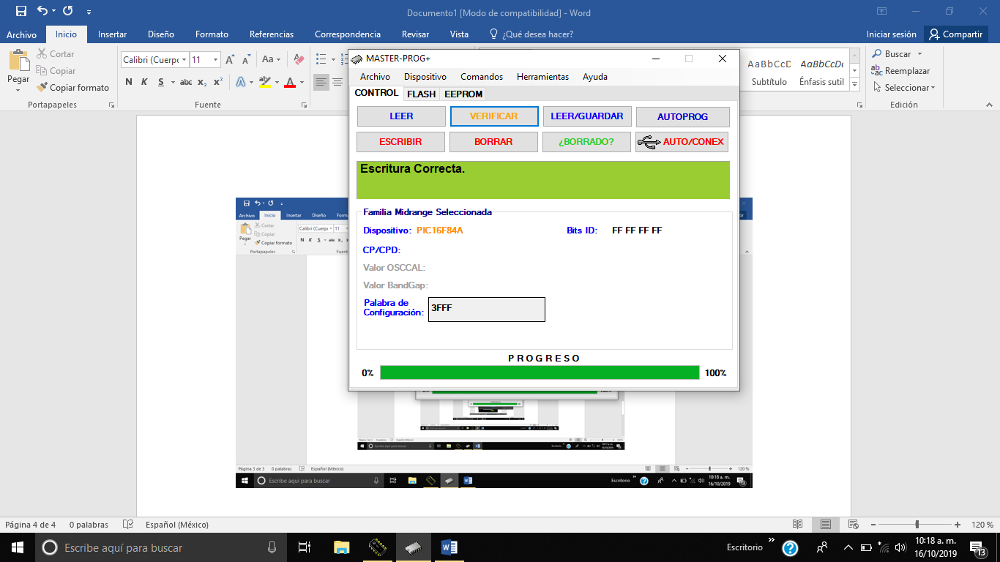 Documento1 [Modo de compatibilidad] - Word
Archivo Inicio Insertar Diseño Formato Referencias Correspondencia Revisar Vista ¿Qué desea hacer? Iniciar sesión Compartir
Pegar
Cortar
Copiar
Copiar formato
Portapapeles
Calibri (Cuerpo 11
N K S abc x₂ x²
Fuente
AaBbCcD AaBbCcDc
Subtítulo Énfasis sutil
Buscar
Reemplazar
Seleccionar
Edición
MASTER-PROG+
Archivo Dispositivo Comandos Herramientas Ayuda
CONTROL FLASH EEPROM
LEER VERIFICAR LEER/GUARDAR AUTOPROG
ESCRIBIR BORRAR ¿BORRADO? AUTO/CONEX
Escritura Correcta.
Familia Midrange Seleccionada
Dispositivo: PIC16F84A Bits ID: FF FF FF FF
CP/CPD:
Valor OSCCAL:
Valor BandGap:
Palabra de
Configuración: 3FFF
PROGRESO
0% 100%
Archivo Inicio Insertar Diseño
Pegar
Cortar
Copiar
Copiar formato
Portapapeles
Calibri (Cuerpo 11
N K S abc
Página 3 de 3 0 palabras Español (México) 120 %
Escribe aquí para buscar Escritorio 10:18 a. m.
16/10/2019
Página 4 de 4 0 palabras Español (México) 120 %
Escribe aquí para buscar Escritorio 10:18 a. m.
16/10/2019 13